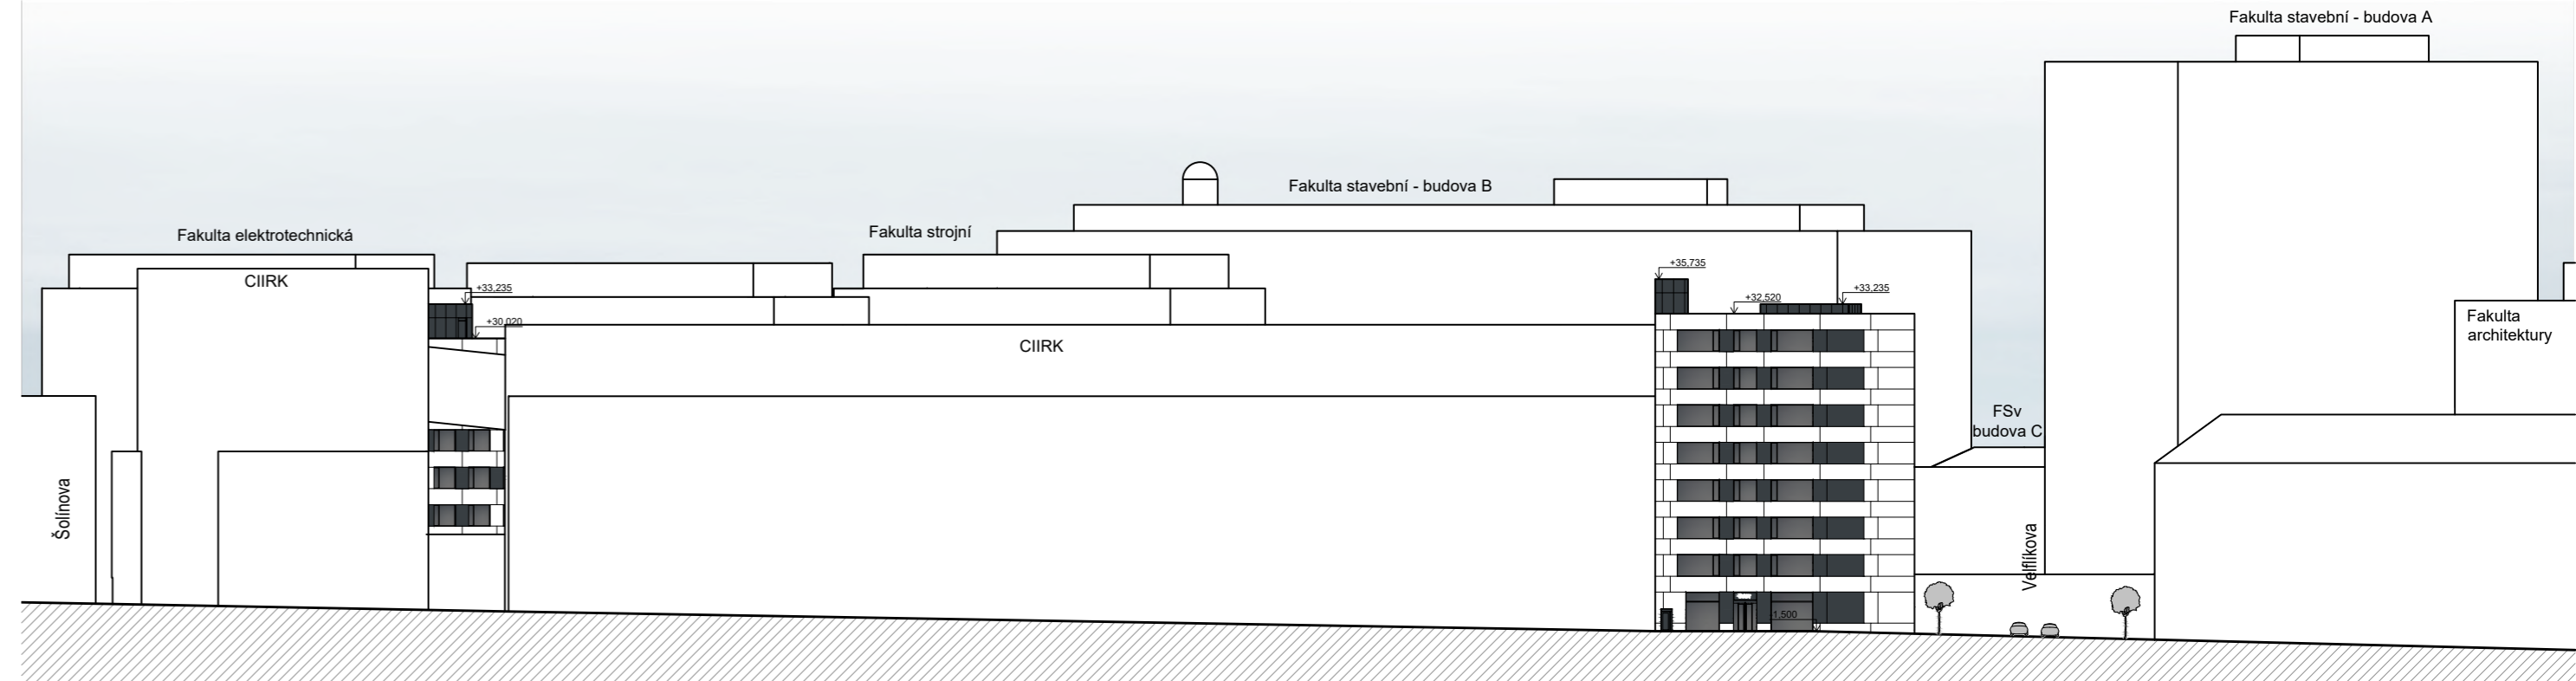 Fakulta stavební - budova A
Fakulta stavební - budova B
Fakulta strojní
Fakulta elektrotechnická
CIIRK
+35,735
+33,235
+33,235
+32,520
+30,020
Fakulta
architektury
CIIRK
FSv
budova C
Šolínova
Velflíkova
-1,500